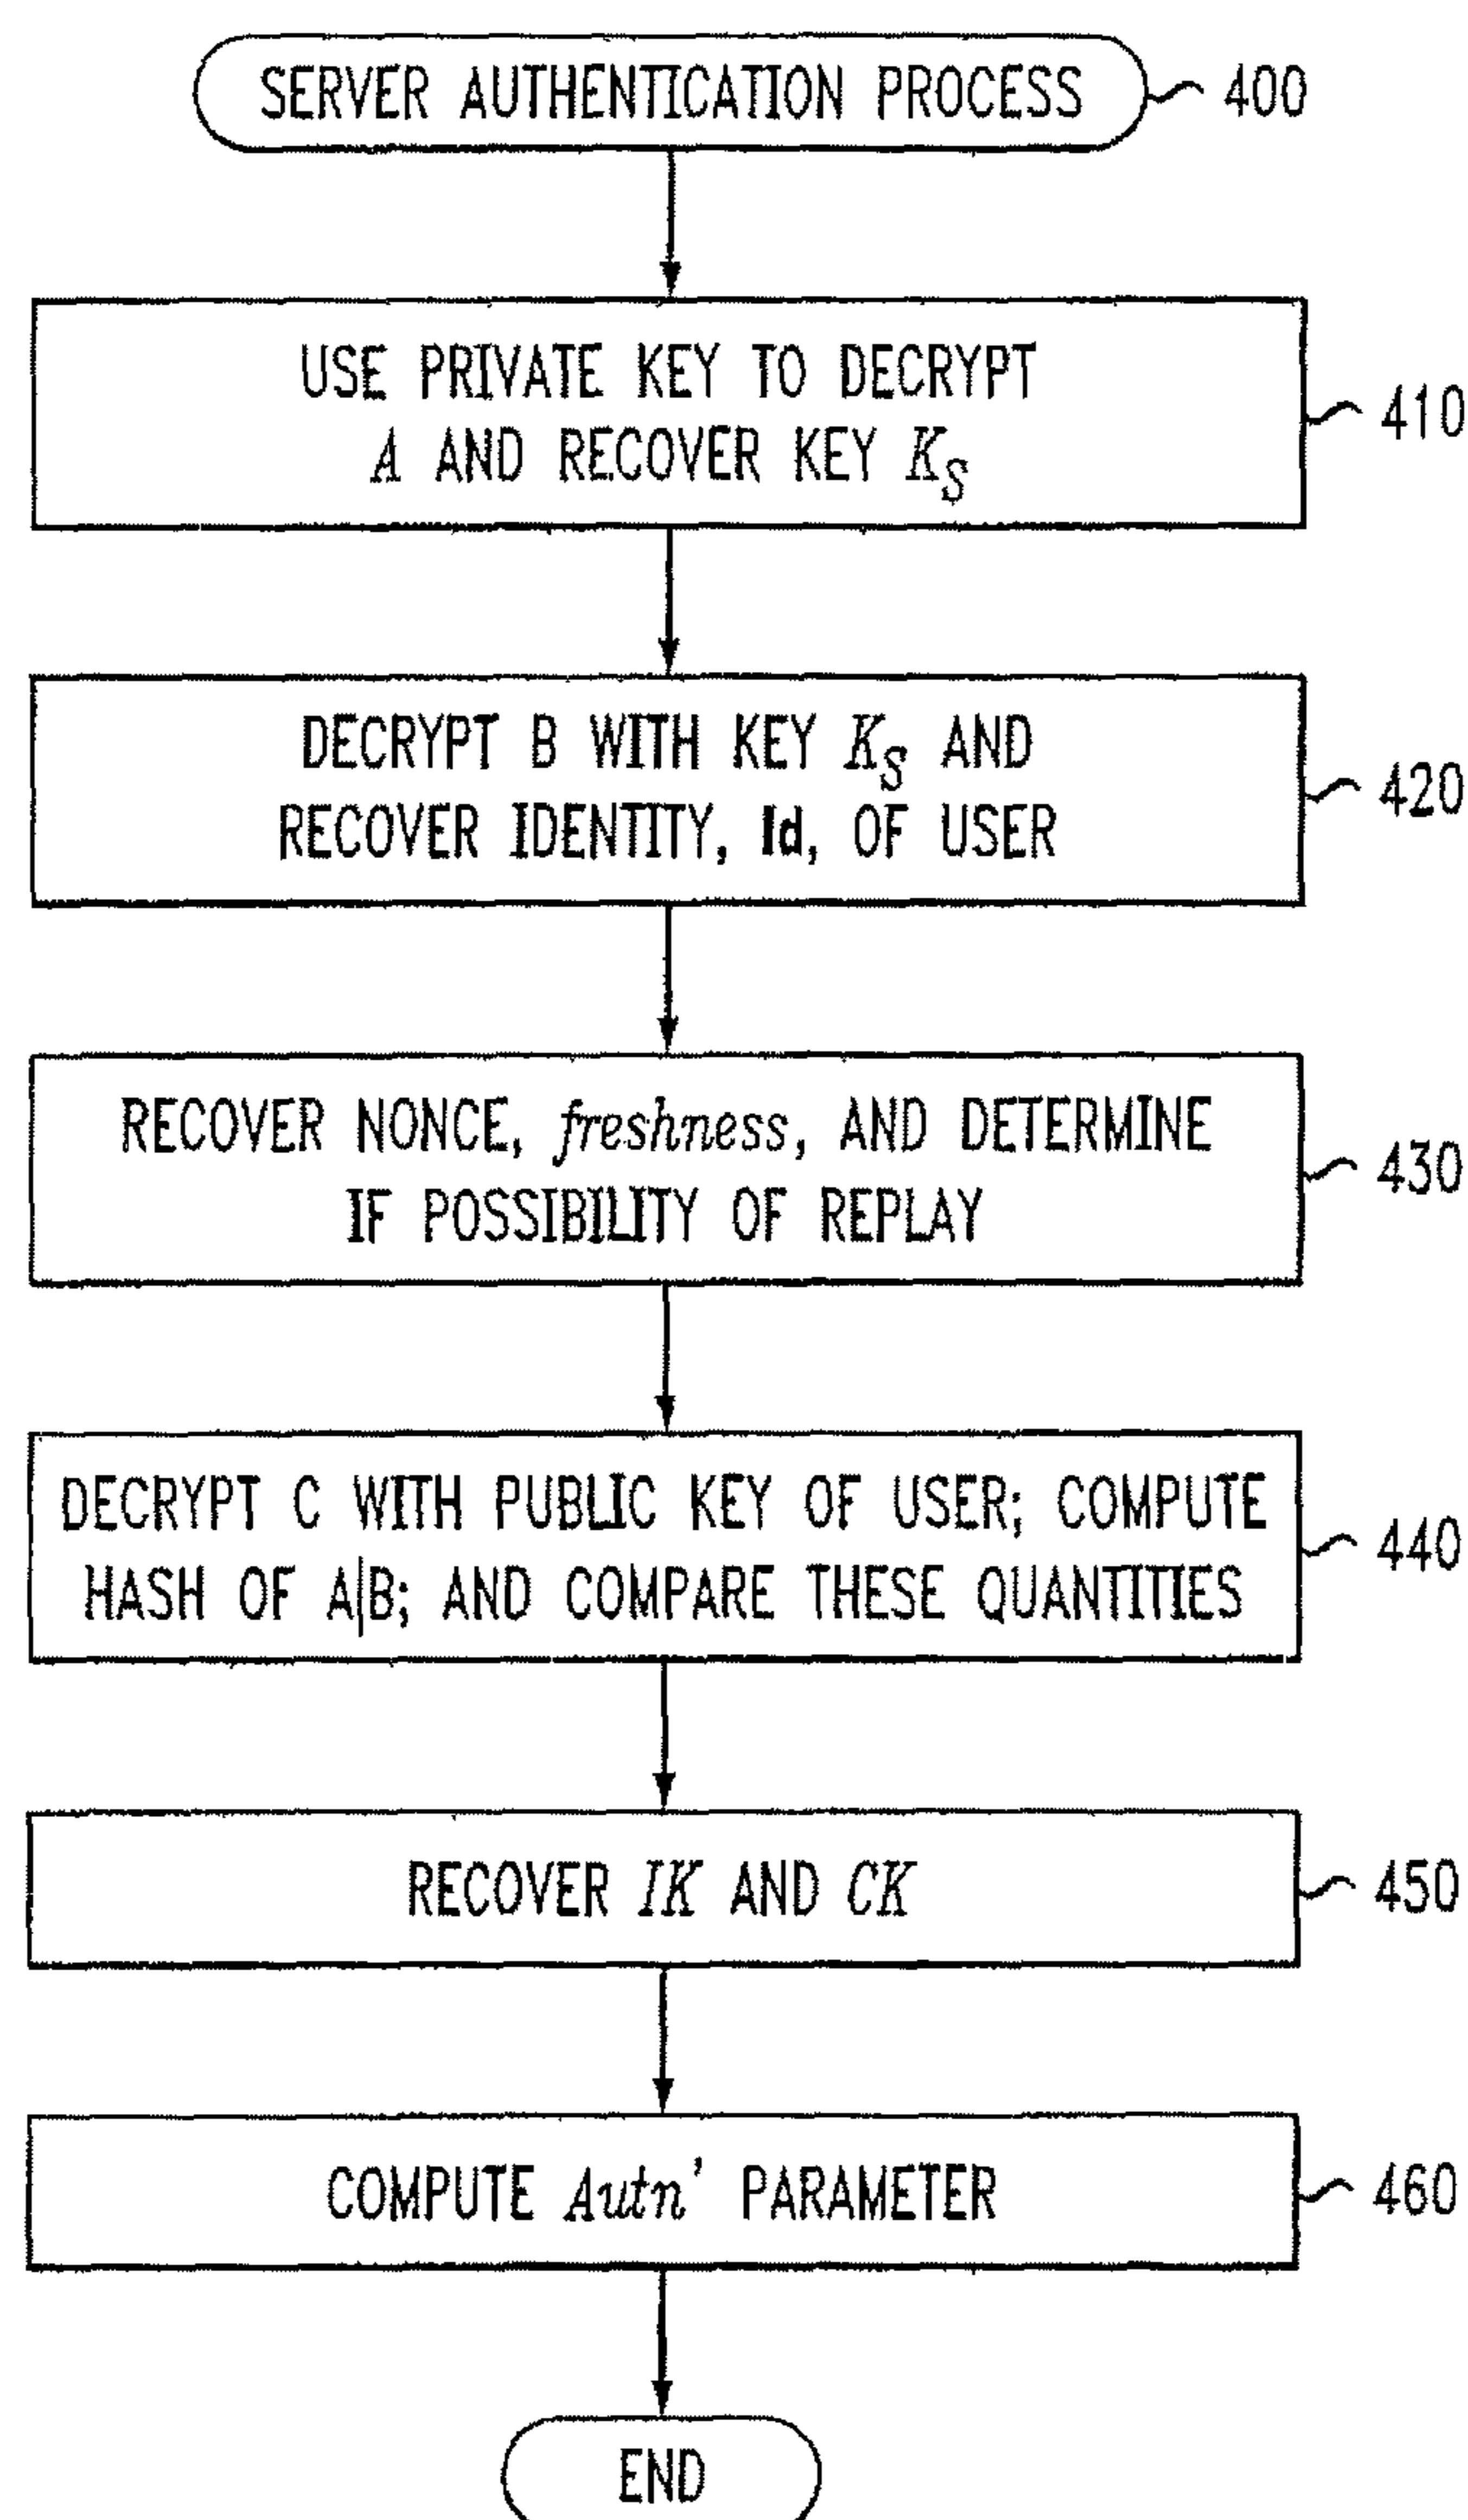 SERVER AUTHENTICATION PROCESS 400
USE PRIVATE KEY TO DECRYPT
A AND RECOVER KEY KS
410
DECRYPT B WITH KEY KS AND
RECOVER IDENTITY, Id, OF USER
420
RECOVER NONCE, freshness, AND DETERMINE
IF POSSIBILITY OF REPLAY
430
DECRYPT C WITH PUBLIC KEY OF USER; COMPUTE
HASH OF A|B; AND COMPARE THESE QUANTITIES
440
RECOVER IK AND CK 450
COMPUTE Autn' PARAMETER 460
END